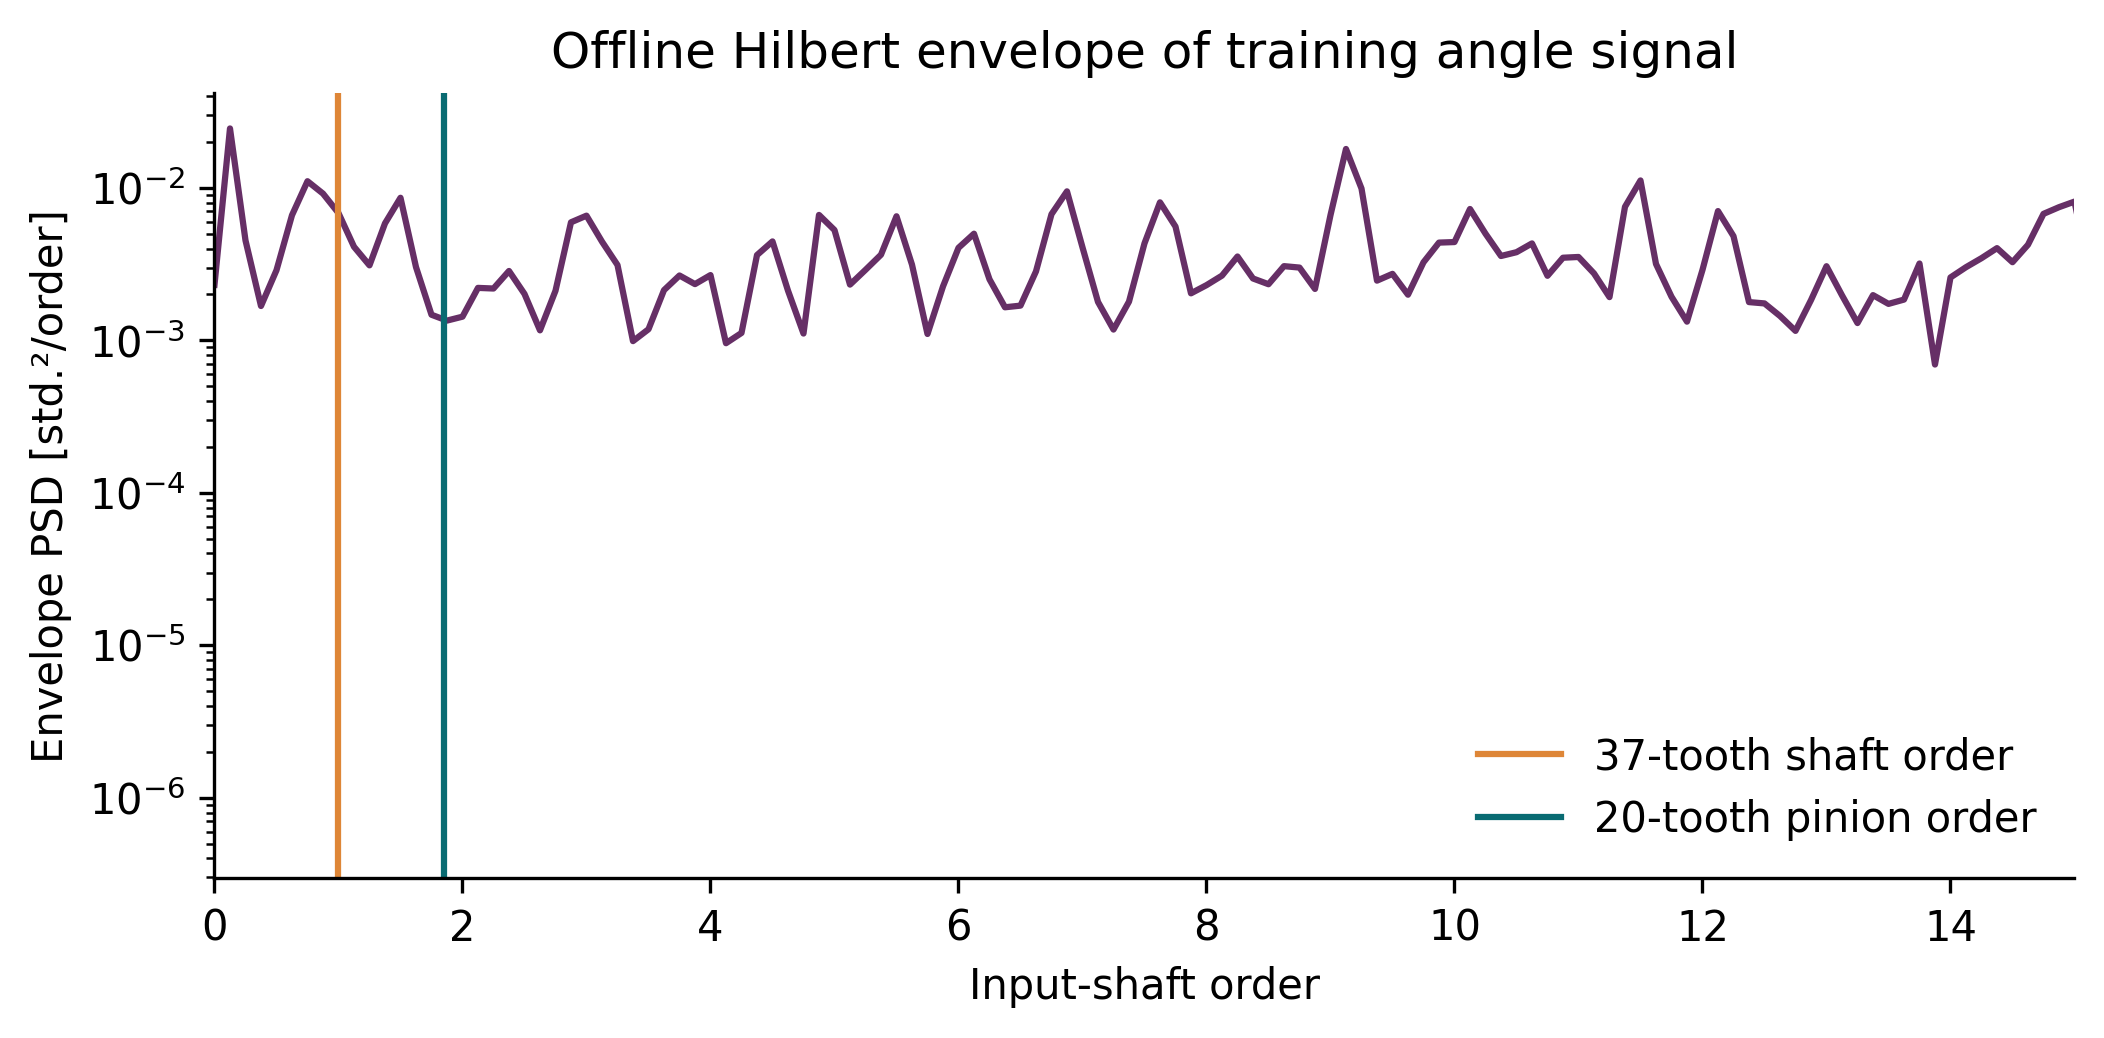 Offline Hilbert envelope of training angle signal
Envelope PSD [std.²/order]
10⁻²
10⁻³
10⁻⁴
10⁻⁵
10⁻⁶
37-tooth shaft order
20-tooth pinion order
0 2 4 6 8 10 12 14
Input-shaft order